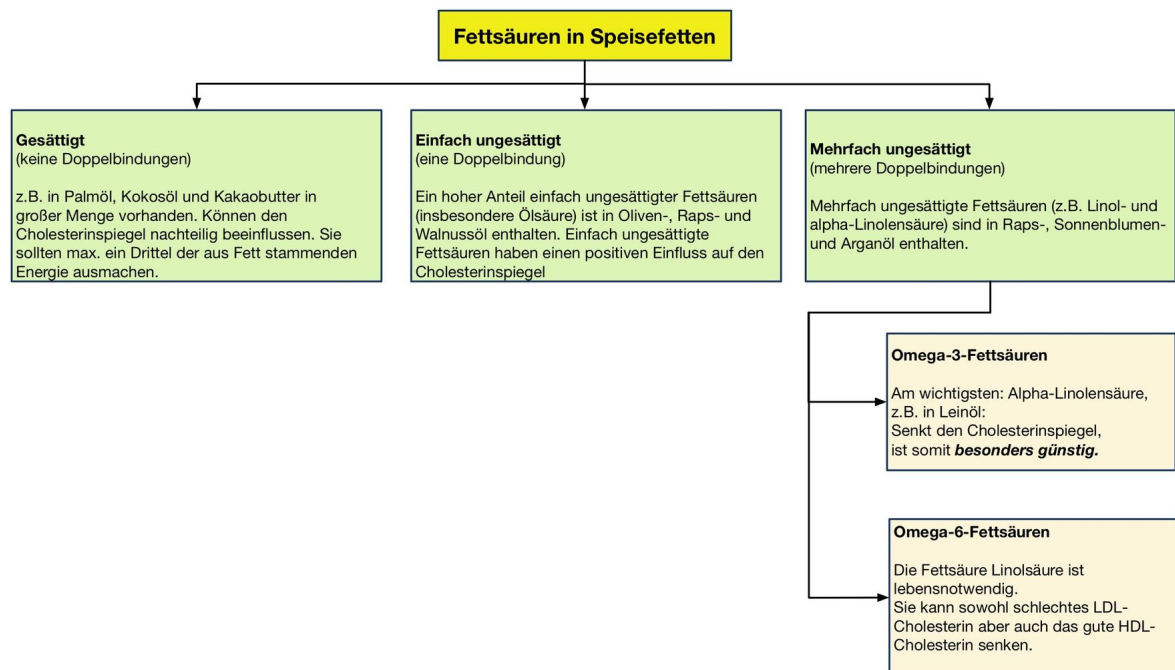 Fettsäuren in Speisefetten
Gesättigt
(keine Doppelbindungen)
z.B. in Palmöl, Kokosöl und Kakaobutter in
großer Menge vorhanden. Können den
Cholesterinspiegel nachteilig beeinflussen. Sie
sollten max. ein Drittel der aus Fett stammenden
Energie ausmachen.
Einfach ungesättigt
(eine Doppelbindung)
Ein hoher Anteil einfach ungesättigter Fettsäuren
(insbesondere Ölsäure) ist in Oliven-, Raps- und
Walnussöl enthalten. Einfach ungesättigte
Fettsäuren haben einen positiven Einfluss auf den
Cholesterinspiegel
Mehrfach ungesättigt
(mehrere Doppelbindungen)
Mehrfach ungesättigte Fettsäuren (z.B. Linol- und
alpha-Linolensäure) sind in Raps-, Sonnenblumen-
und Arganöl enthalten.
Omega-3-Fettsäuren
Am wichtigsten: Alpha-Linolensäure,
z.B. in Leinöl:
Senkt den Cholesterinspiegel,
ist somit besonders günstig.
Omega-6-Fettsäuren
Die Fettsäure Linolsäure ist
lebensnotwendig.
Sie kann sowohl schlechtes LDL-
Cholesterin aber auch das gute HDL-
Cholesterin senken.